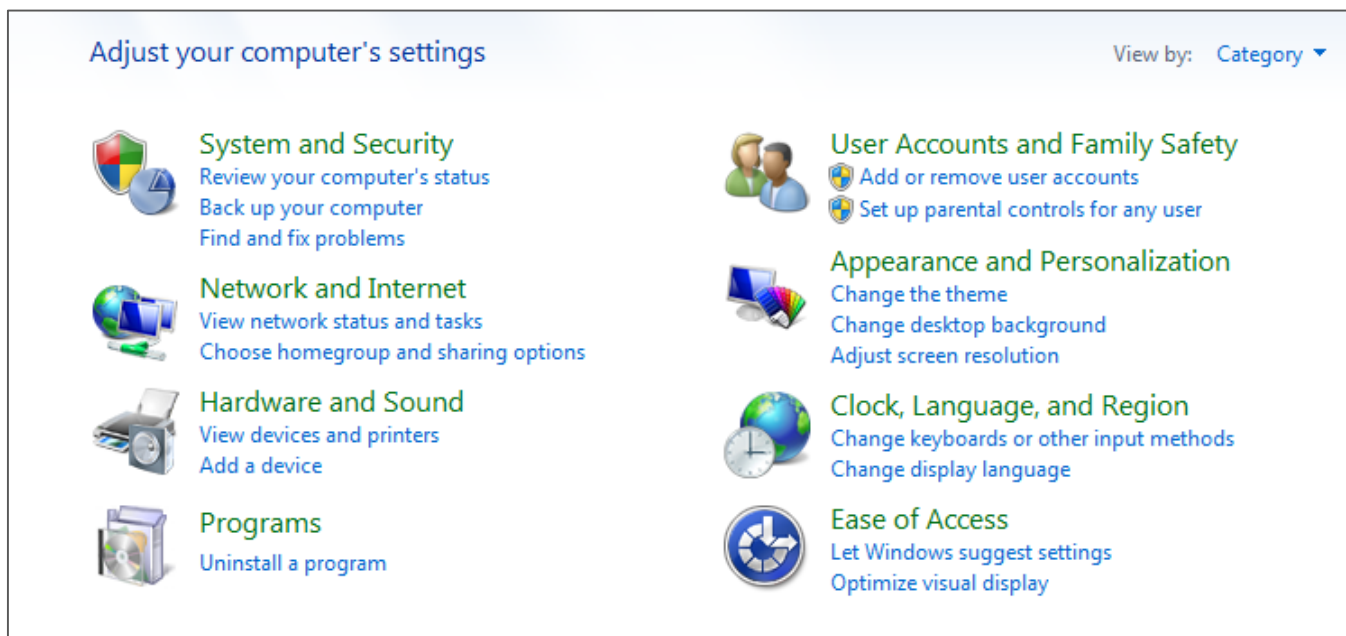 Adjust your computer's settings
View by: Category
System and Security
Review your computer's status
Back up your computer
Find and fix problems
Network and Internet
View network status and tasks
Choose homegroup and sharing options
Hardware and Sound
View devices and printers
Add a device
Programs
Uninstall a program
User Accounts and Family Safety
Add or remove user accounts
Set up parental controls for any user
Appearance and Personalization
Change the theme
Change desktop background
Adjust screen resolution
Clock, Language, and Region
Change keyboards or other input methods
Change display language
Ease of Access
Let Windows suggest settings
Optimize visual display